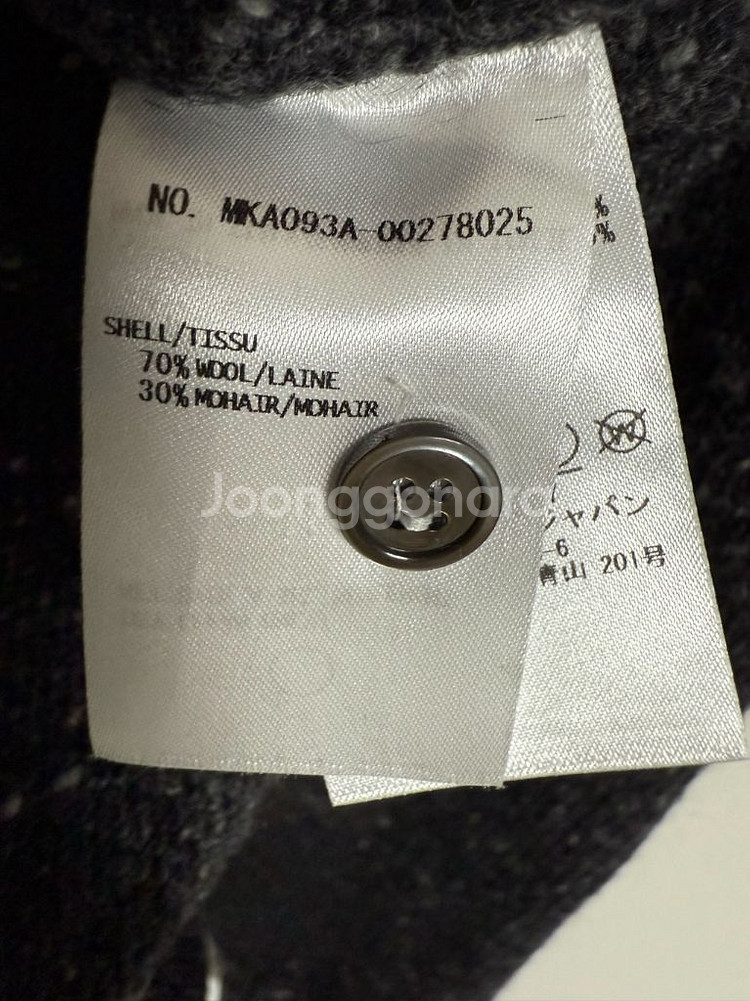 NO. MKA093A-00278025
%
%
SHELL/TISSU
70% WOOL/LAINE
30% MOHAIR/MOHAIR
W
Joonggonara
ジャパン
-6
青山 201号